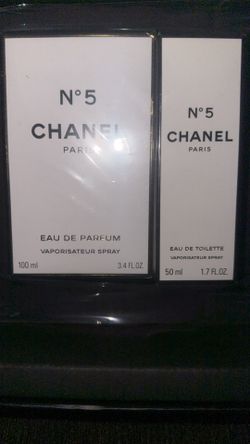 N°5
CHANEL
PARIS
EAU DE PARFUM
VAPORISATEUR SPRAY
100 ml 3.4 FL.OZ.
N°5
CHANEL
PARIS
EAU DE TOILETTE
VAPORISATEUR SPRAY
50 ml 1.7 FL.OZ.